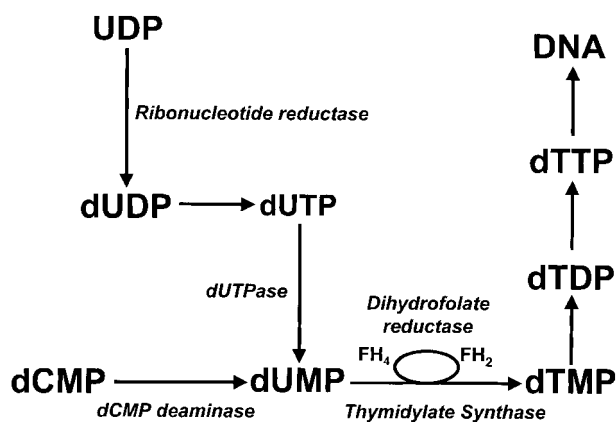 UDP
DNA
Ribonucleotide reductase
dTTP
dUDP
dUTP
dTDP
dUTPase
Dihydrofolate
reductase
FH₄
FH₂
dCMP
dUMP
dTMP
dCMP deaminase
Thymidylate Synthase